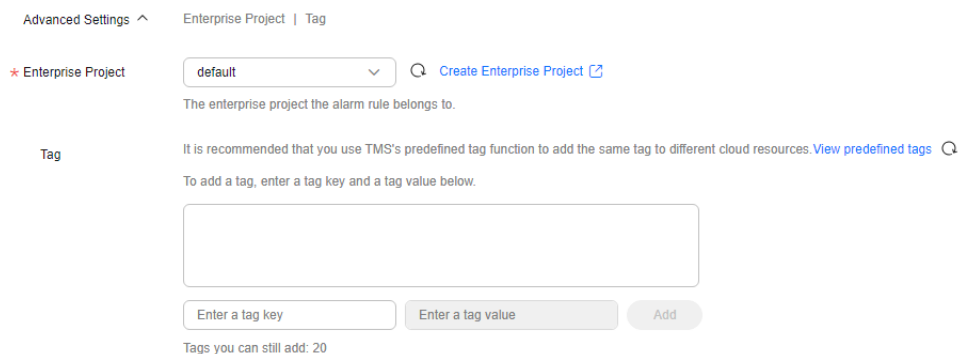 Advanced Settings Enterprise Project | Tag
* Enterprise Project default Create Enterprise Project
The enterprise project the alarm rule belongs to.
Tag It is recommended that you use TMS's predefined tag function to add the same tag to different cloud resources.View predefined tags
To add a tag, enter a tag key and a tag value below.
Enter a tag key Enter a tag value Add
Tags you can still add: 20